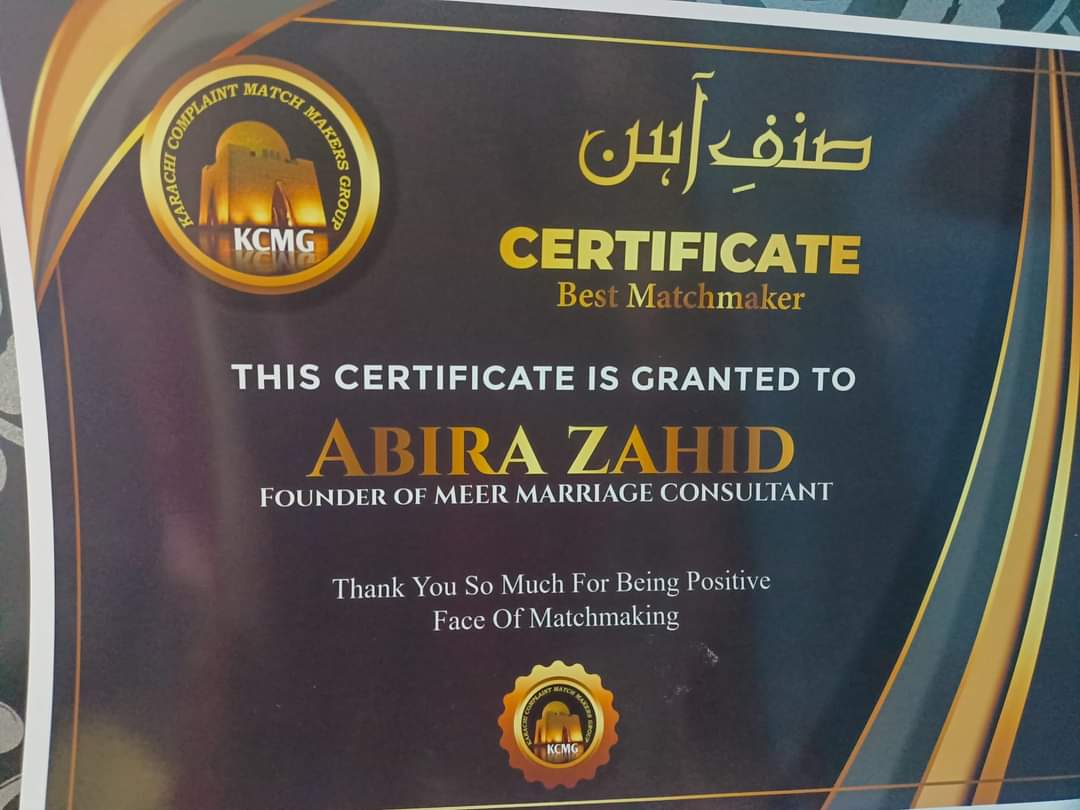 KARACHI COMPLAINT MATCH MAKERS GROUP
KCMG
صنفِ آہن
CERTIFICATE
Best Matchmaker
THIS CERTIFICATE IS GRANTED TO
ABIRA ZAHID
FOUNDER OF MEER MARRIAGE CONSULTANT
Thank You So Much For Being Positive
Face Of Matchmaking
KARACHI COMPLAINT MATCH MAKERS GROUP
KCMG